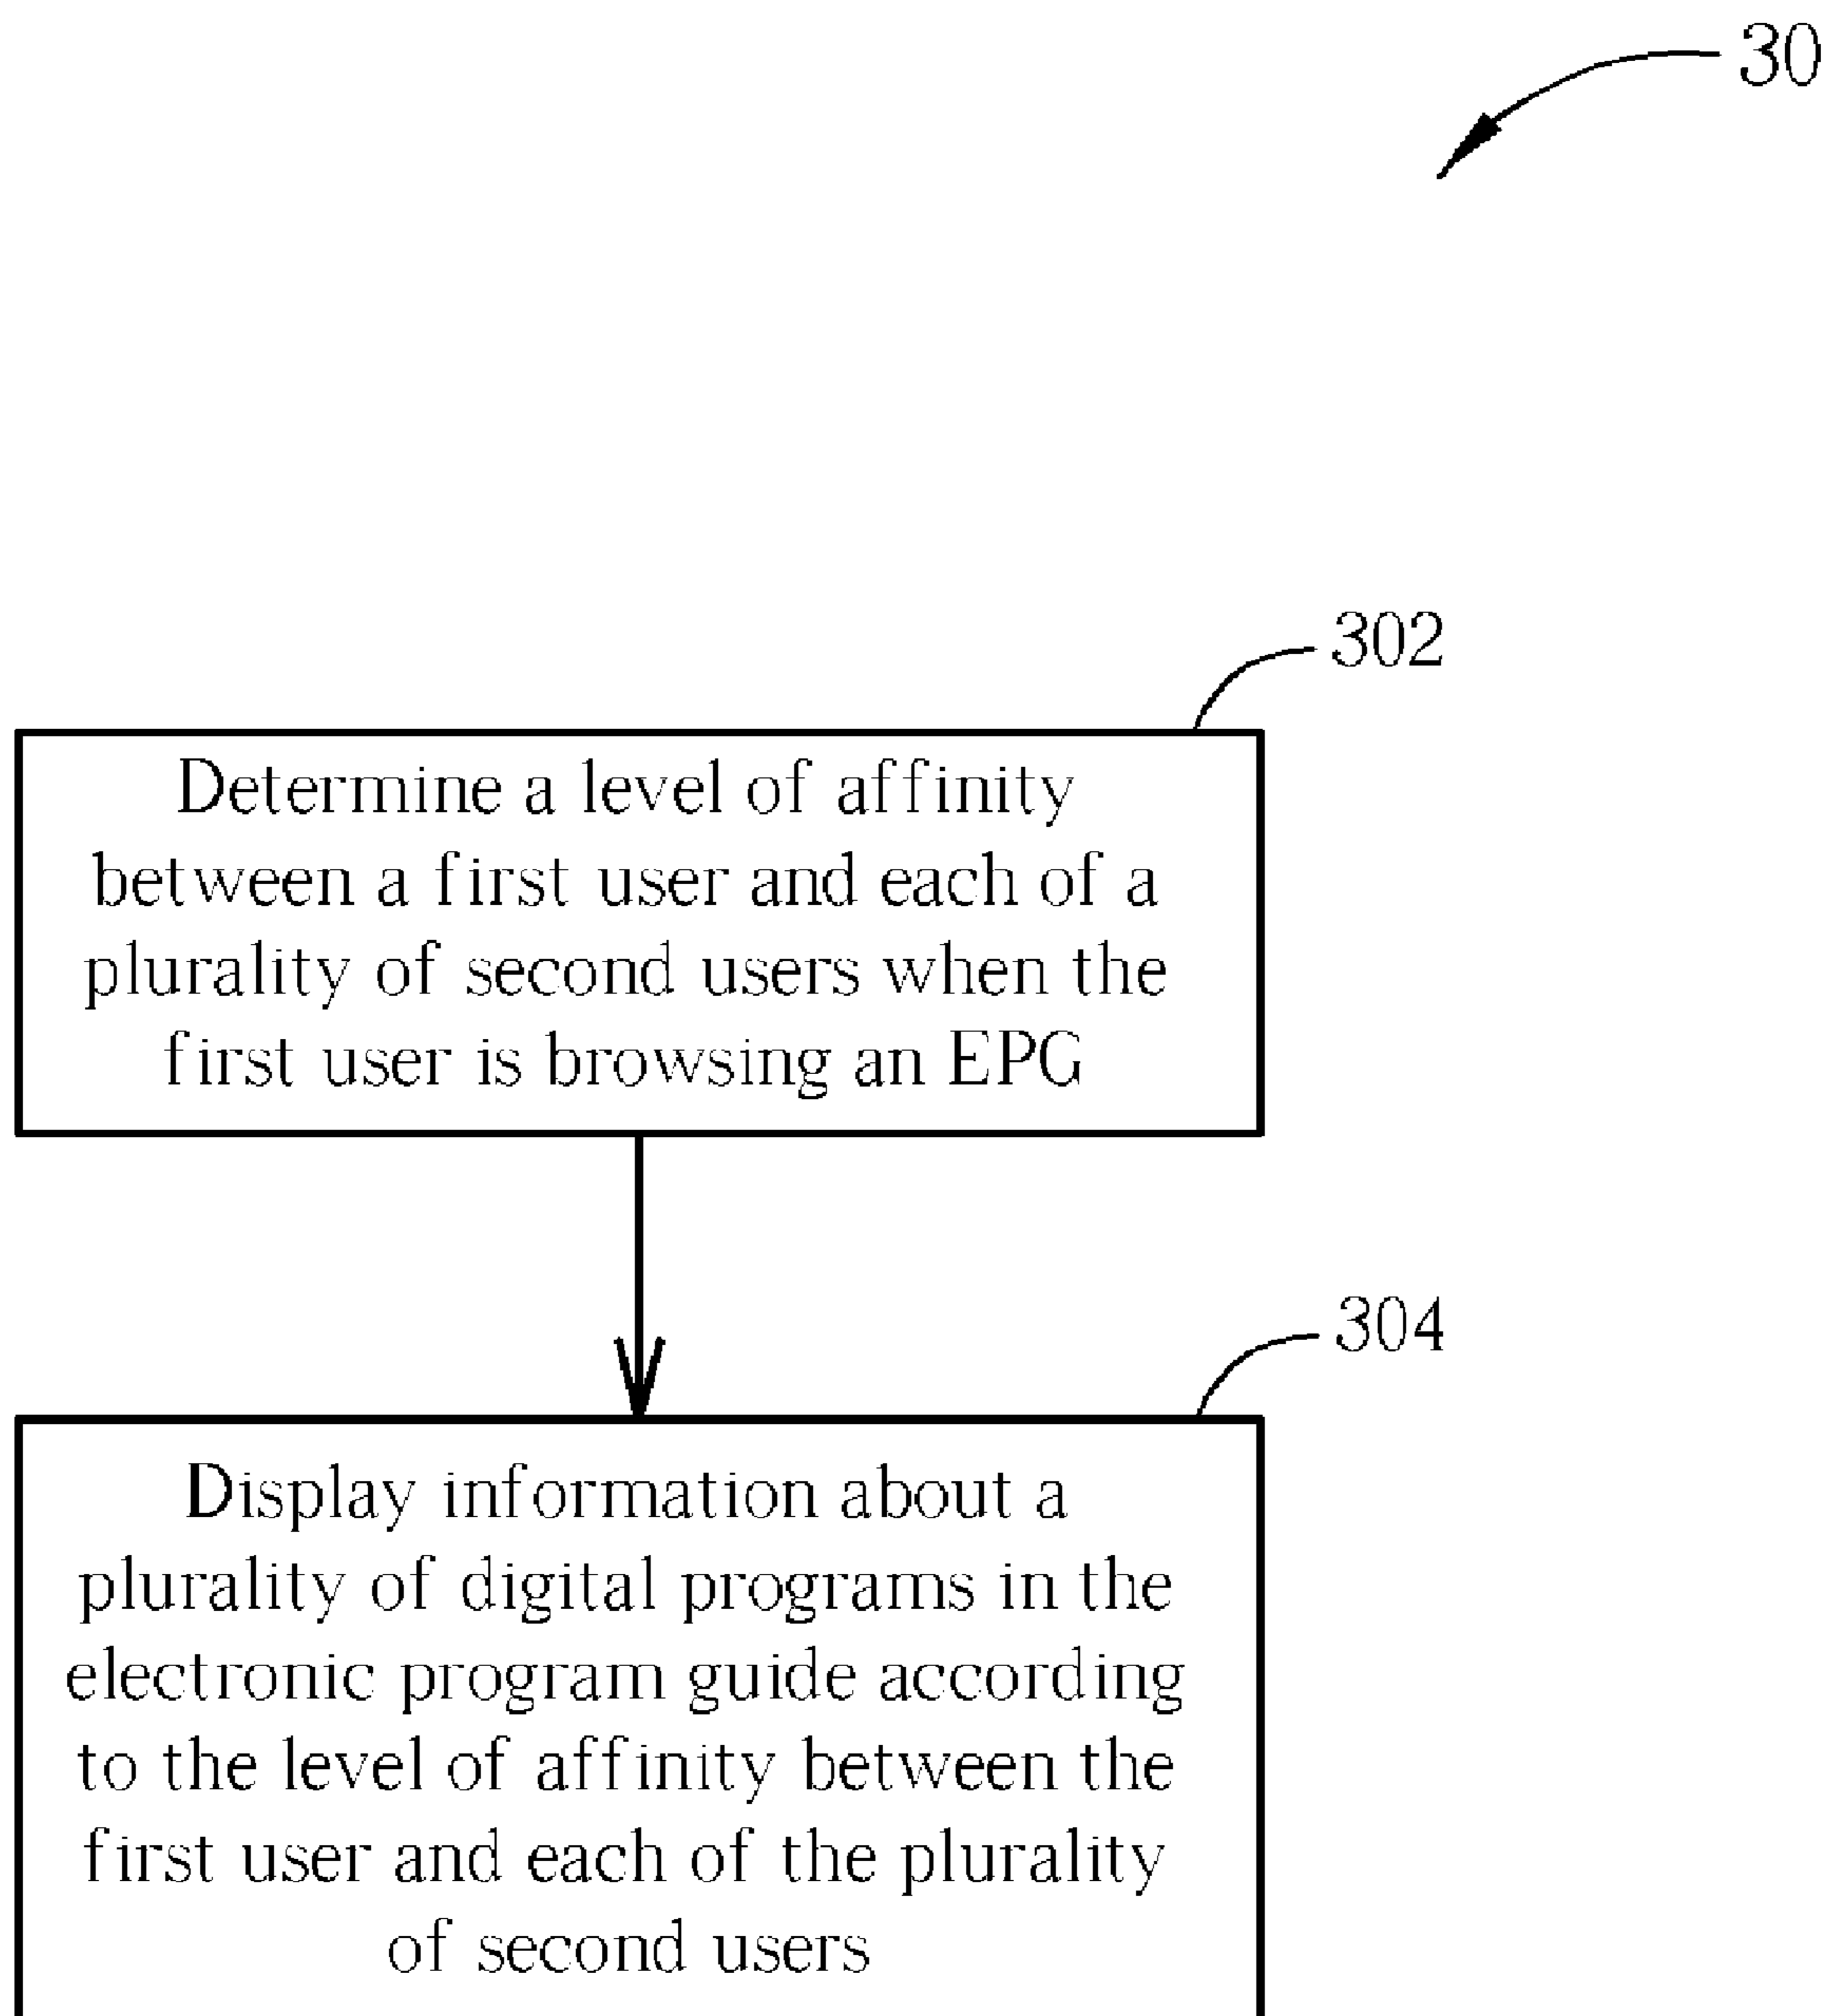 30
302
Determine a level of affinity
between a first user and each of a
plurality of second users when the
first user is browsing an EPG
304
Display information about a
plurality of digital programs in the
electronic program guide according
to the level of affinity between the
first user and each of the plurality
of second users